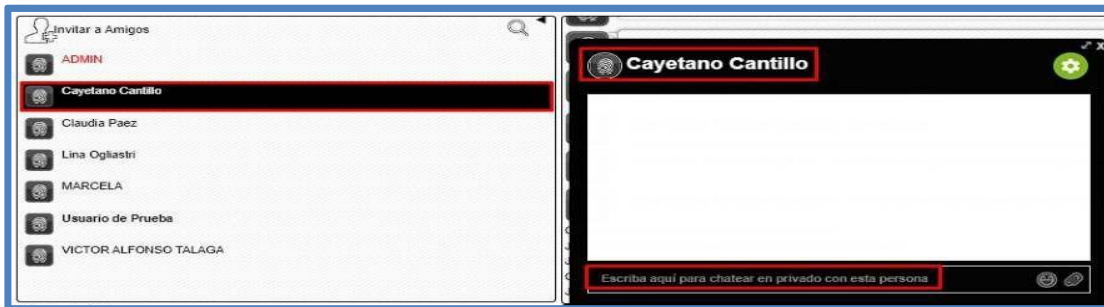 Invitar a Amigos
ADMIN
Cayetano Cantillo
Claudia Paez
Lina Ogliastri
MARCELA
Usuario de Prueba
VICTOR ALFONSO TALAGA
Cayetano Cantillo
X
Escriba aquí para chatear en privado con esta persona